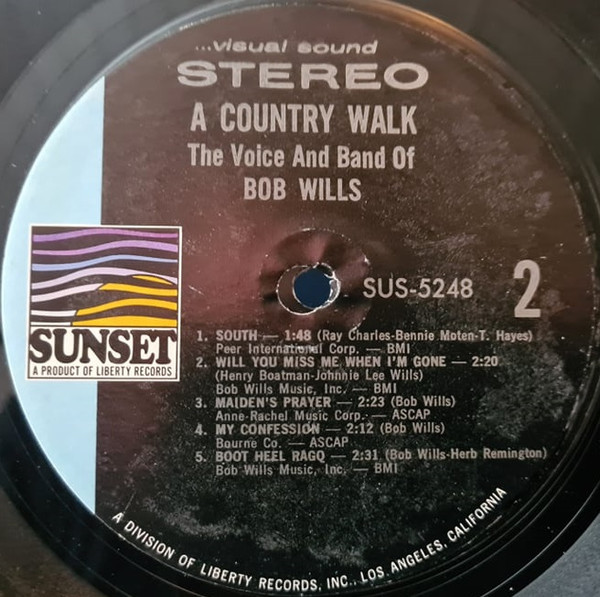 ...visual sound
STEREO
A COUNTRY WALK
The Voice And Band Of
BOB WILLS
SUS-5248
2
SUNSET
A PRODUCT OF LIBERTY RECORDS
1. SOUTH — 1:48 (Ray Charles-Bennie Moten-T. Hayes)
Peer International Corp. — BMI
2. WILL YOU MISS ME WHEN I'M GONE — 2:20
(Henry Boatman-Johnnie Lee Wills)
Bob Wills Music, Inc. — BMI
3. MAIDEN'S PRAYER — 2:23 (Bob Wills)
Anne-Rachel Music Corp. — ASCAP
4. MY CONFESSION — 2:12 (Bob Wills)
Bourne Co. — ASCAP
5. BOOT HEEL RAGQ — 2:31 (Bob Wills-Herb Remington)
Bob Wills Music, Inc. — BMI
A DIVISION OF LIBERTY RECORDS, INC., LOS ANGELES, CALIFORNIA